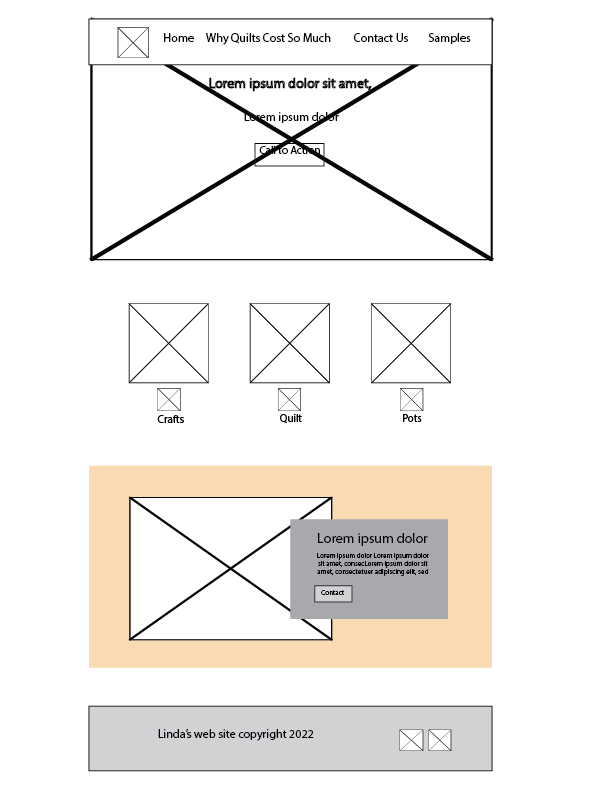 Home Why Quilts Cost So Much Contact Us Samples
Lorem ipsum dolor sit amet,
Lorem ipsum dolor
Call to Action
Crafts Quilt Pots
Lorem ipsum dolor
Lorem ipsum dolor Lorem ipsum dolor
sit amet, consecLorem ipsum dolor sit
amet, consectetuer adipiscing elit, sed
Contact
Linda’s web site copyright 2022